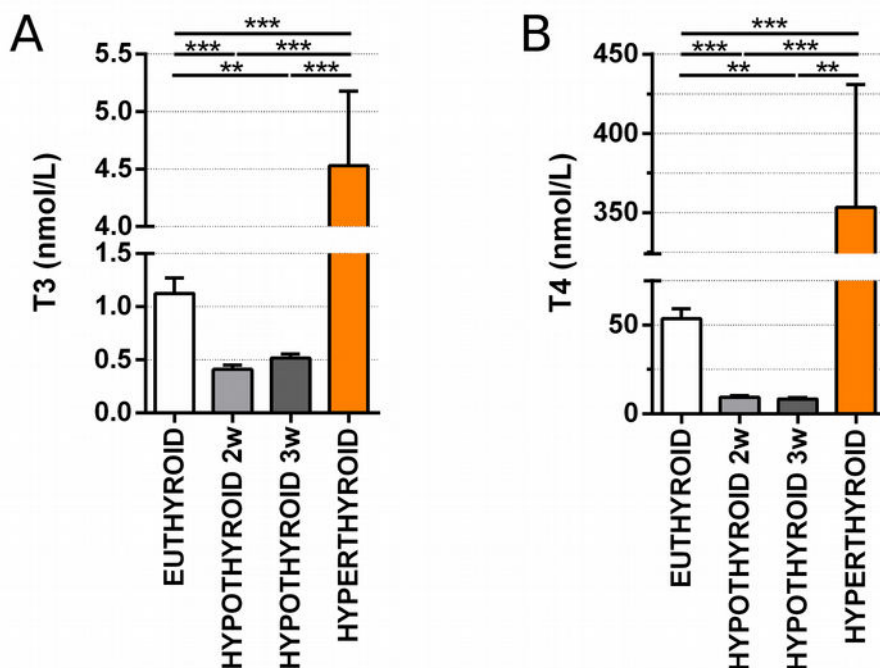 A
***
*** ***
** ***
T3 (nmol/L)
5.5
5.0
4.5
4.0
1.5
1.0
0.5
0.0
EUTHYROID
HYPOTHYROID 2w
HYPOTHYROID 3w
HYPERTHYROID
B
***
*** ***
** **
T4 (nmol/L)
450
400
350
50
0
EUTHYROID
HYPOTHYROID 2w
HYPOTHYROID 3w
HYPERTHYROID